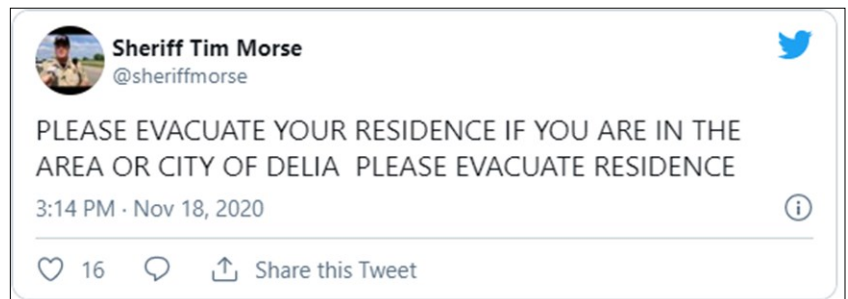 Sheriff Tim Morse
@sheriffmorse
PLEASE EVACUATE YOUR RESIDENCE IF YOU ARE IN THE
AREA OR CITY OF DELIA  PLEASE EVACUATE RESIDENCE
3:14 PM · Nov 18, 2020
16 Share this Tweet